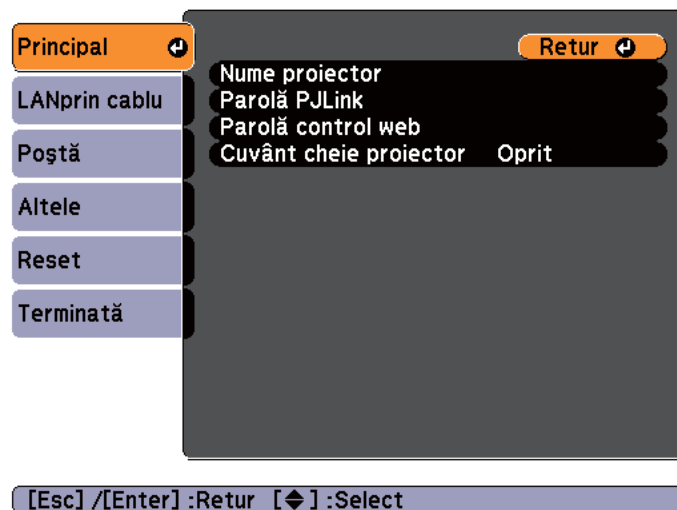 Principal
LANprin cablu
Poştă
Altele
Reset
Terminată
Retur
Nume proiector
Parolă PJLink
Parolă control web
Cuvânt cheie proiector Oprit
[Esc] /[Enter] :Retur [ ] :Select